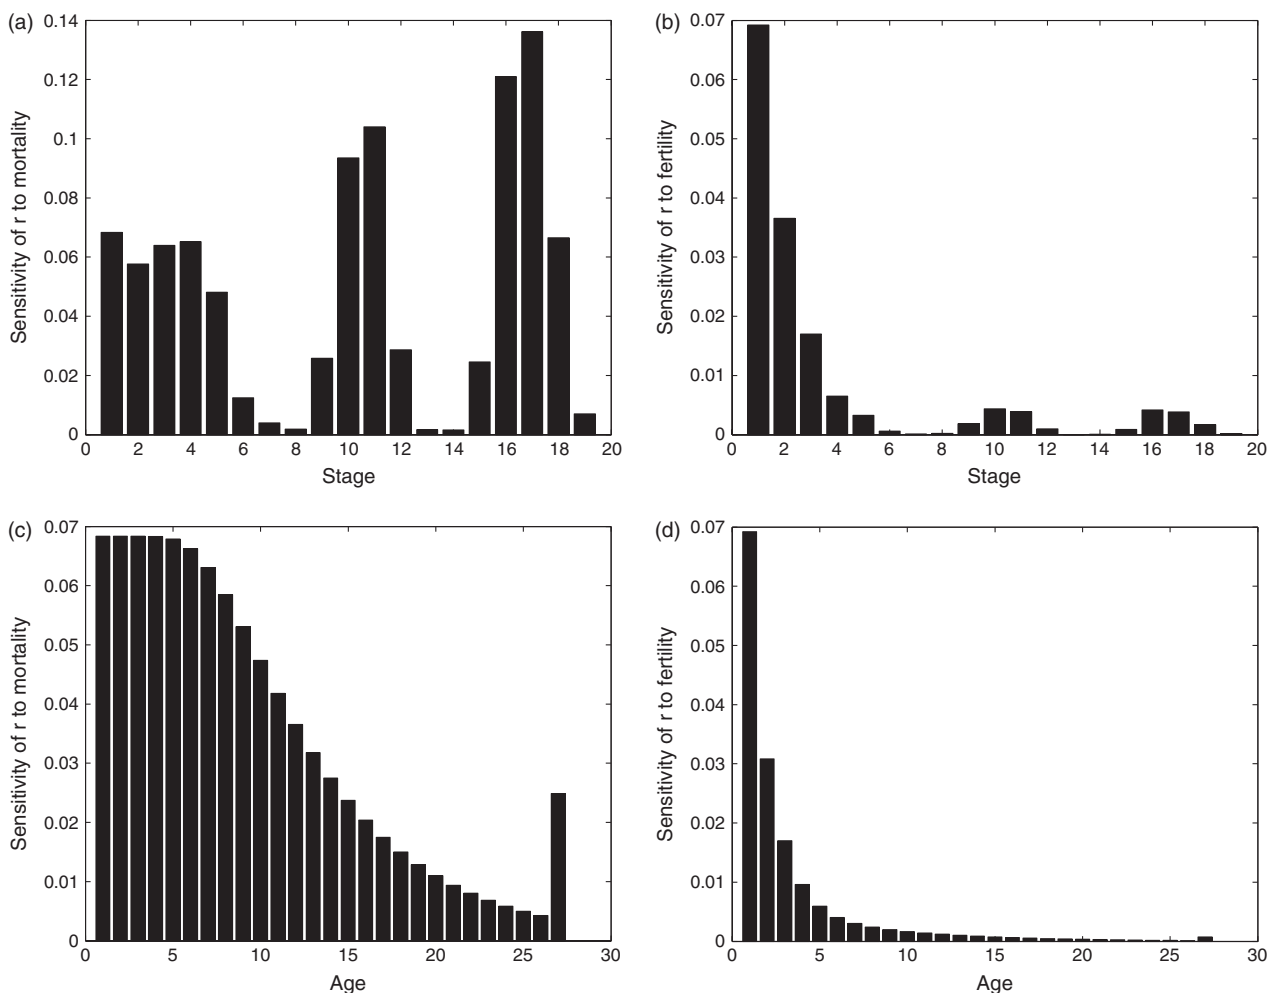 (a)
0.14
0.12
0.1
0.08
0.06
0.04
0.02
0
Sensitivity of r to mortality
0 2 4 6 8 10 12 14 16 18 20
Stage
(b)
0.07
0.06
0.05
0.04
0.03
0.02
0.01
0
Sensitivity of r to fertility
0 2 4 6 8 10 12 14 16 18 20
Stage
(c)
0.07
0.06
0.05
0.04
0.03
0.02
0.01
0
Sensitivity of r to mortality
0 5 10 15 20 25 30
Age
(d)
0.07
0.06
0.05
0.04
0.03
0.02
0.01
0
Sensitivity of r to fertility
0 5 10 15 20 25 30
Age